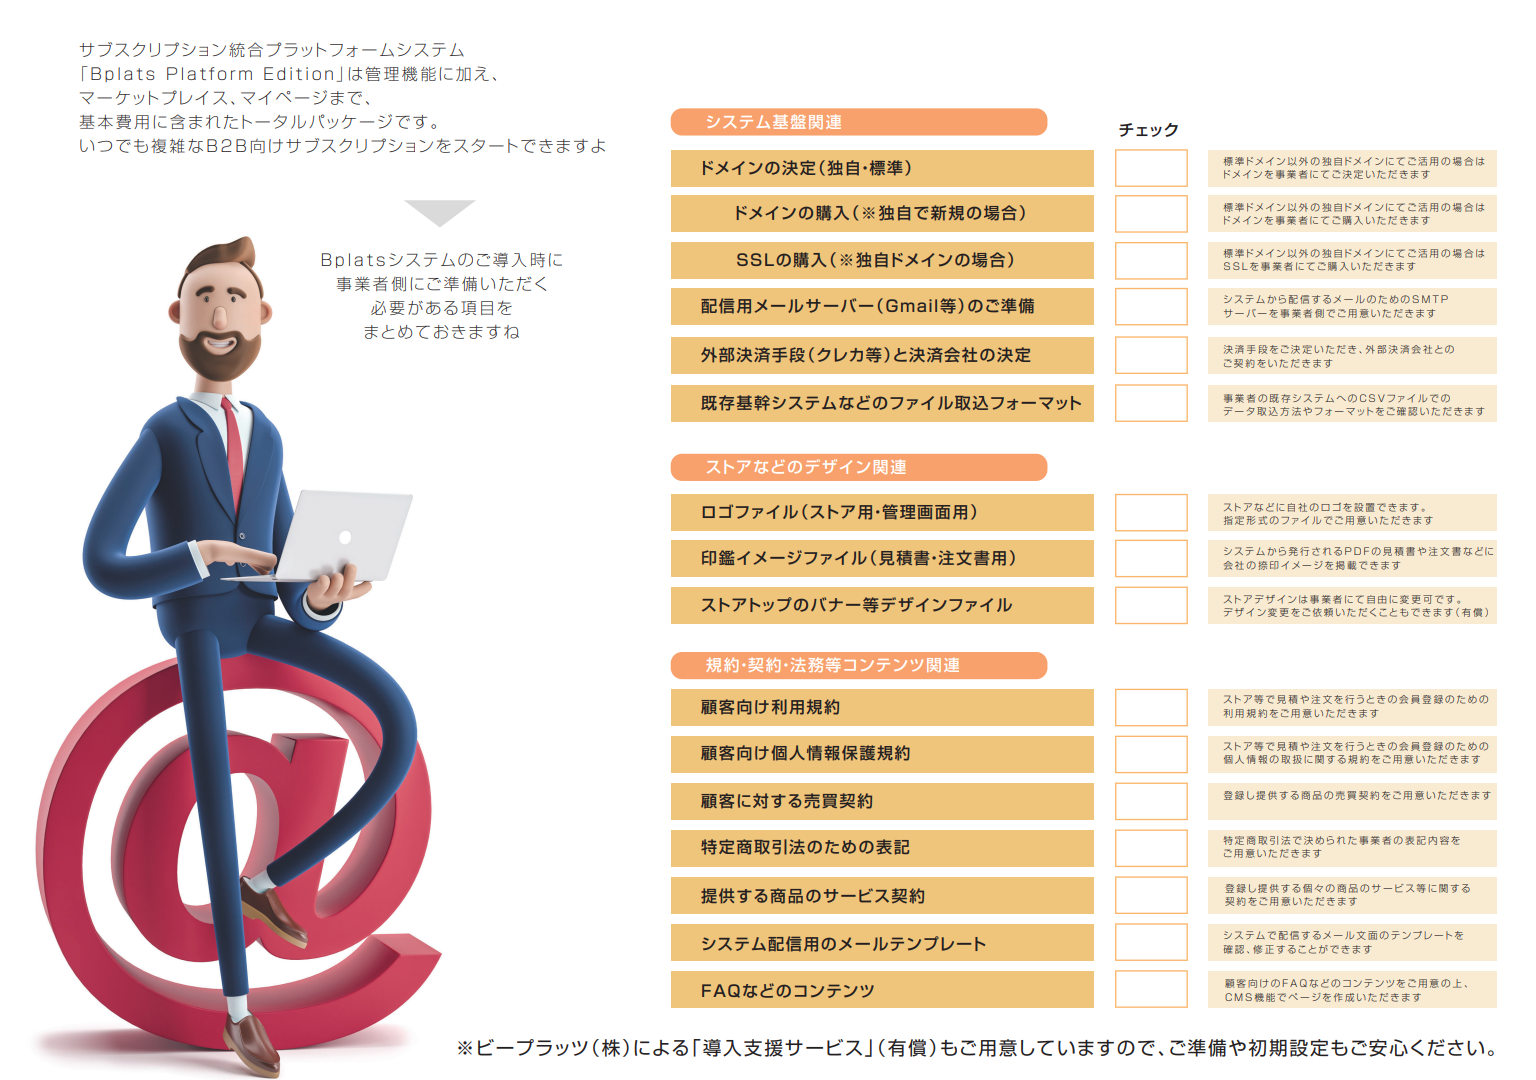 サブスクリプション統合プラットフォームシステム
「Bplats Platform Edition」は管理機能に加え、
マーケットプレイス、マイページまで、
基本費用に含まれたトータルパッケージです。
いつでも複雑なB2B向けサブスクリプションをスタートできますよ
Bplatsシステムのご導入時に
事業者側にご準備いただく
必要がある項目を
まとめておきますね
システム基盤関連
チェック
ドメインの決定(独自・標準)
標準ドメイン以外の独自ドメインにてご活用の場合は
ドメインを事業者にてご決定いただきます
ドメインの購入(※独自で新規の場合)
標準ドメイン以外の独自ドメインにてご活用の場合は
ドメインを事業者にてご購入いただきます
SSLの購入(※独自ドメインの場合)
標準ドメイン以外の独自ドメインにてご活用の場合は
SSLを事業者にてご購入いただきます
配信用メールサーバー(Gmail等)のご準備
システムから配信するメールのためのSMTP
サーバーを事業者側でご用意いただきます
外部決済手段(クレカ等)と決済会社の決定
決済手段をご決定いただき、外部決済会社との
ご契約をいただきます
既存基幹システムなどのファイル取込フォーマット
事業者の既存システムへのCSVファイルでの
データ取込方法やフォーマットをご確認いただきます
ストアなどのデザイン関連
ロゴファイル(ストア用・管理画面用)
ストアなどに自社のロゴを設置できます。
指定形式のファイルでご用意いただきます
印鑑イメージファイル(見積書・注文書用)
システムから発行されるPDFの見積書や注文書などに
会社の捺印イメージを掲載できます
ストアトップのバナー等デザインファイル
ストアデザインは事業者にて自由に変更可です。
デザイン変更をご依頼いただくこともできます(有償)
規約・契約・法務等コンテンツ関連
顧客向け利用規約
ストア等で見積や注文を行うときの会員登録のための
利用規約をご用意いただきます
顧客向け個人情報保護規約
ストア等で見積や注文を行うときの会員登録のための
個人情報の取扱に関する規約をご用意いただきます
顧客に対する売買契約
登録し提供する商品の売買契約をご用意いただきます
特定商取引法のための表記
特定商取引法で決められた事業者の表記内容を
ご用意いただきます
提供する商品のサービス契約
登録し提供する個々の商品のサービス等に関する
契約をご用意いただきます
システム配信用のメールテンプレート
システムで配信するメール文面のテンプレートを
確認、修正することができます
FAQなどのコンテンツ
顧客向けのFAQなどのコンテンツをご用意の上、
CMS機能でページを作成いただきます
※ビープラッツ(株)による「導入支援サービス」(有償)もご用意していますので、ご準備や初期設定もご安心ください。